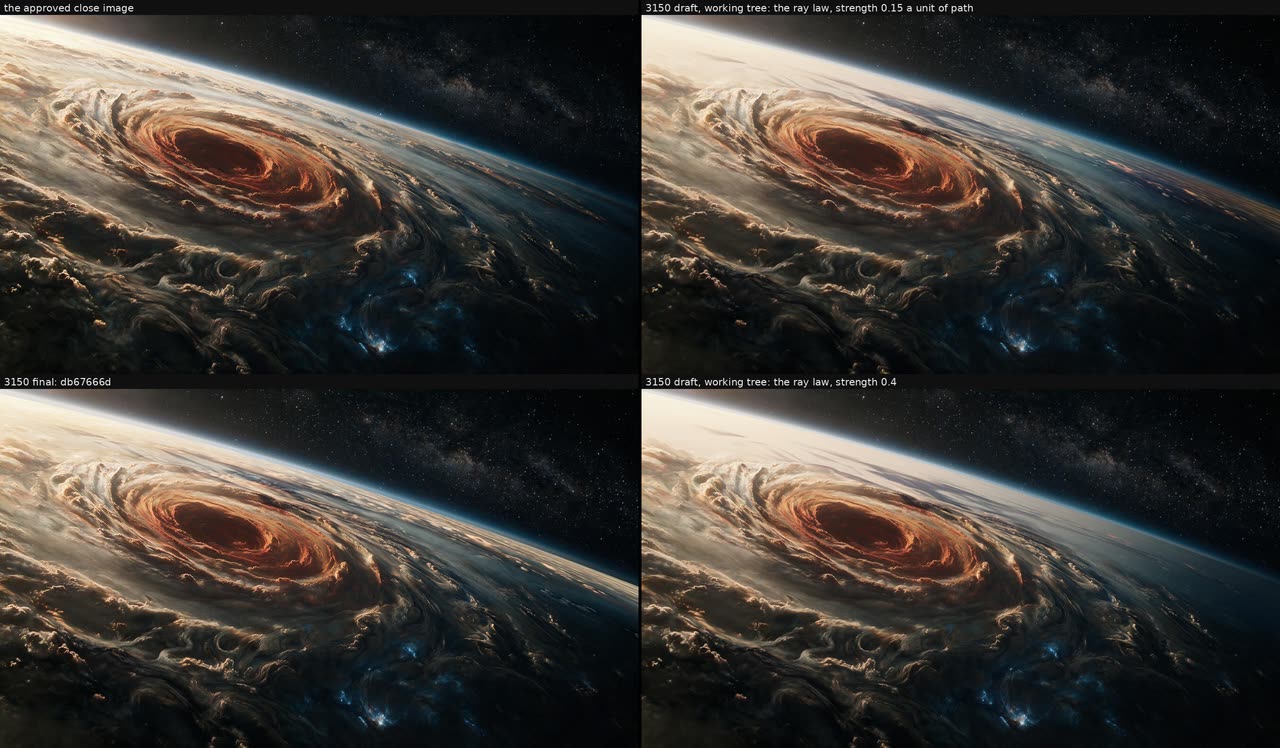 the approved close image
3150 draft, working tree: the ray law, strength 0.15 a unit of path
3150 final: db67666d
3150 draft, working tree: the ray law, strength 0.4